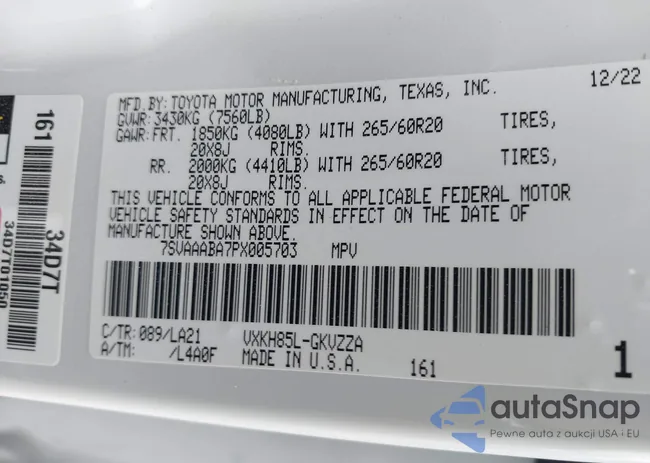 MFD.BY: TOYOTA MOTOR MANUFACTURING, TEXAS, INC. 12/22
GVWR: 3430KG (7560LB)
GAWR: FRT. 1850KG (4080LB) WITH 265/60R20 TIRES,
20X8J RIMS.
RR. 2000KG (4410LB) WITH 265/60R20 TIRES,
20X8J RIMS.
THIS VEHICLE CONFORMS TO ALL APPLICABLE FEDERAL MOTOR
VEHICLE SAFETY STANDARDS IN EFFECT ON THE DATE OF
MANUFACTURE SHOWN ABOVE.
7SVAAABA7PX005703 MPV
C/TR: 089/LA21 VXKH85L-GKVZZA
A/TM: /L4A0F MADE IN U.S.A. 161 1
161
34D7T
34D7T01050
autaSnap
Pewne auta z aukcji USA i EU